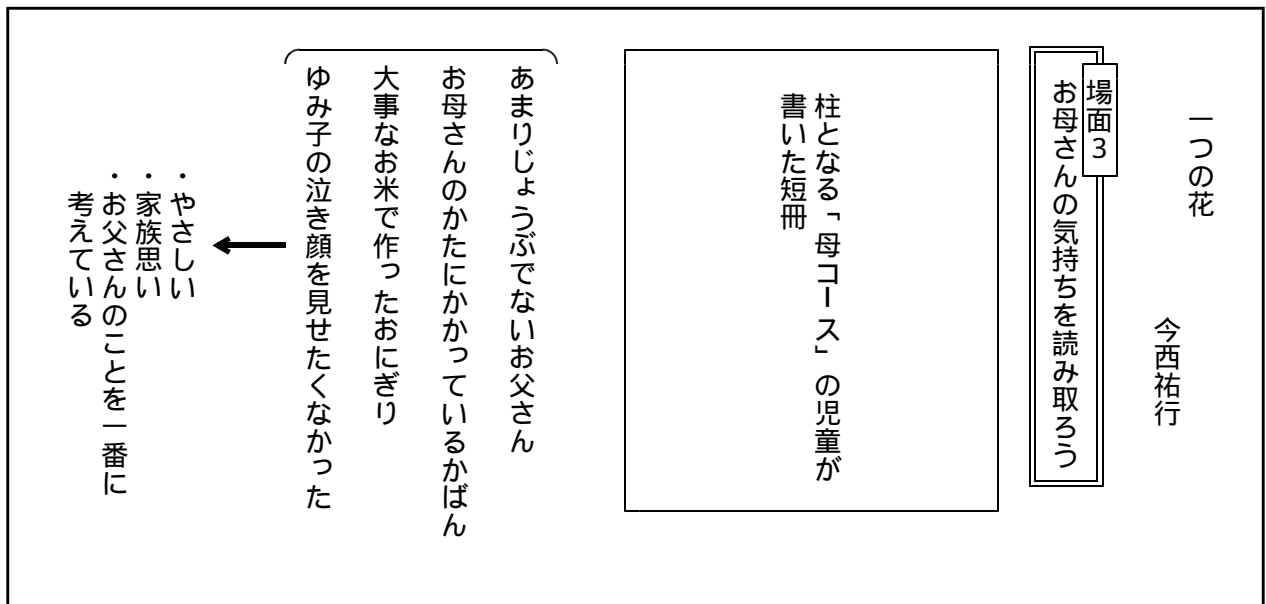 一つの花
今西祐行
場面3
お母さんの気持ちを読み取ろう
柱となる「母コース」の児童が
書いた短冊
あまりじょうぶでないお父さん
お母さんのかたにかかっているかばん
大事なお米で作ったおにぎり
ゆみ子の泣き顔を見せたくなかった
・やさしい
・家族思い
・お父さんのことを一番に
考えている